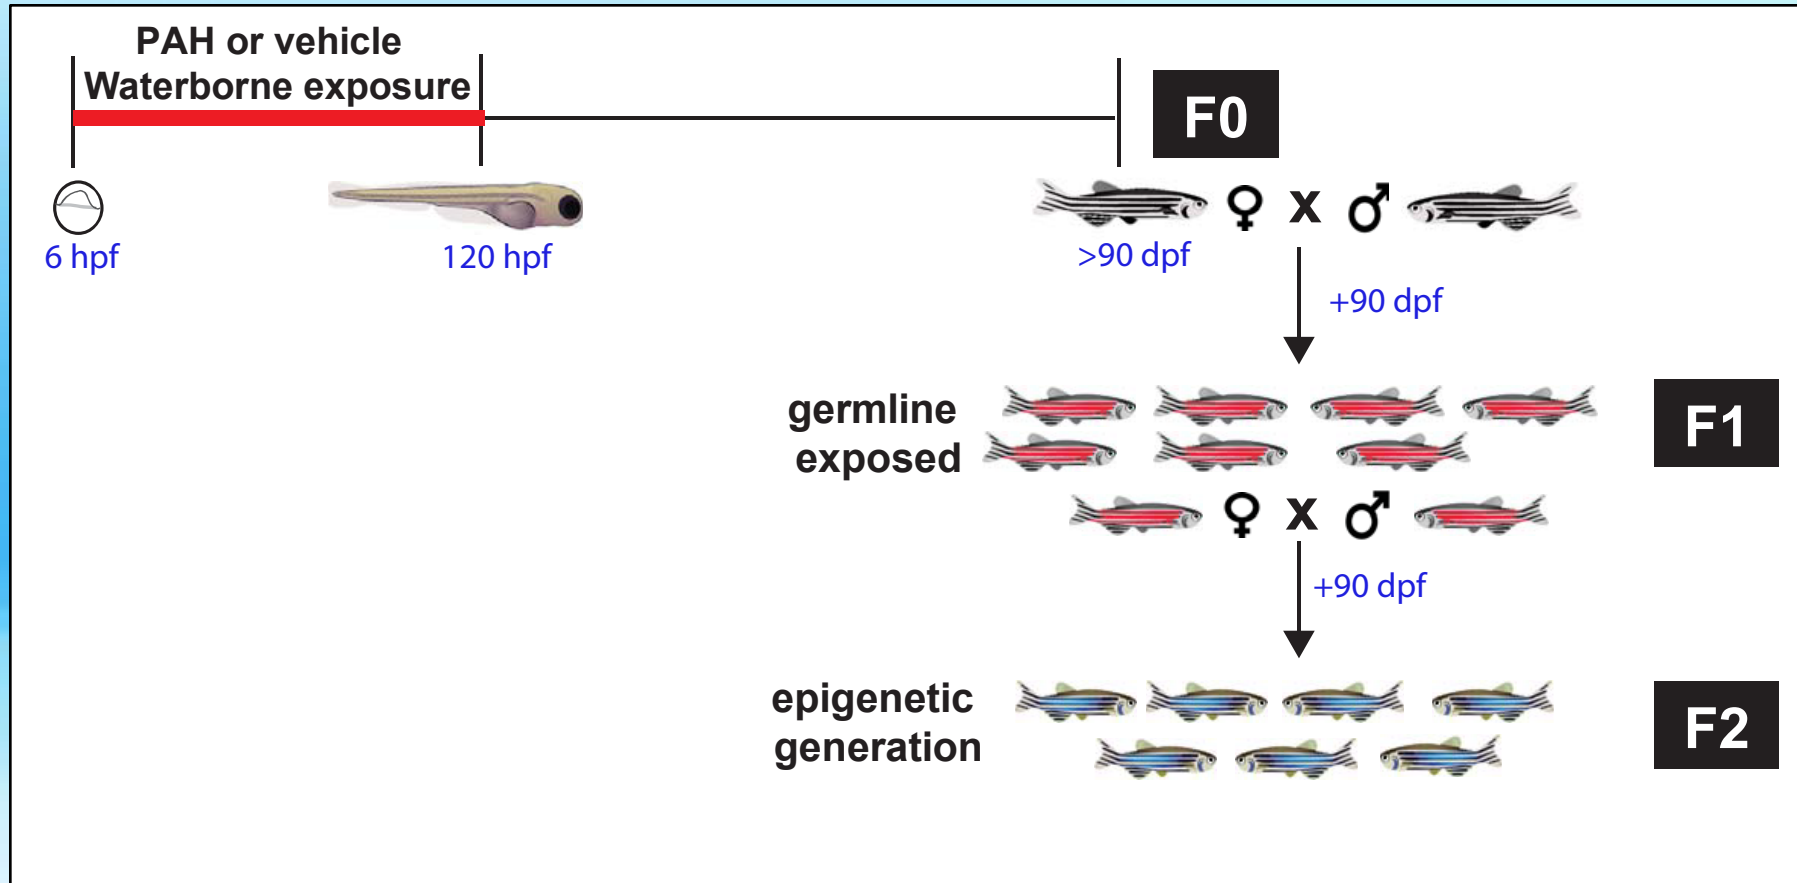 PAH or vehicle
Waterborne exposure
F0
♀ x ♂
6 hpf
120 hpf
>90 dpf
+90 dpf
germline
exposed
F1
♀ x ♂
+90 dpf
epigenetic
generation
F2